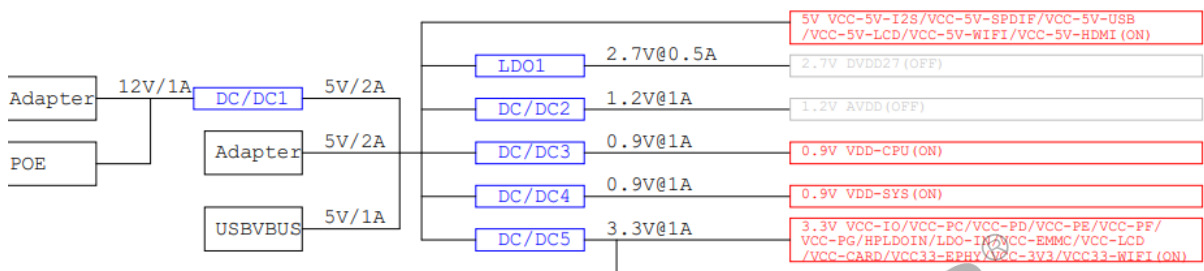 5V VCC-5V-I2S/VCC-5V-SPDIF/VCC-5V-USB
/VCC-5V-LCD/VCC-5V-WIFI/VCC-5V-HDMI(ON)
LDO1
2.7V@0.5A
2.7V DVDD27(OFF)
Adapter
12V/1A
DC/DC1
5V/2A
DC/DC2
1.2V@1A
1.2V AVDD(OFF)
POE
Adapter
5V/2A
DC/DC3
0.9V@1A
0.9V VDD-CPU(ON)
DC/DC4
0.9V@1A
0.9V VDD-SYS(ON)
USBVBUS
5V/1A
DC/DC5
3.3V@1A
3.3V VCC-IO/VCC-PC/VCC-PD/VCC-PE/VCC-PF/
VCC-PG/HPLDOIN/LDO-IN/VCC-EMMC/VCC-LCD
/VCC-CARD/VCC33-EPHY/VCC-3V3/VCC33-WIFI(ON)